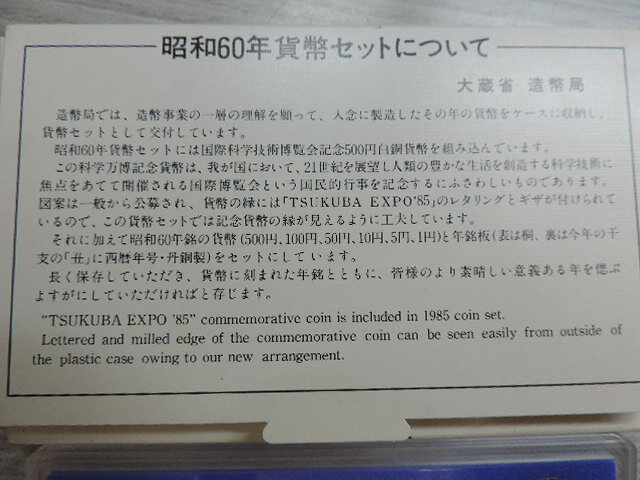 昭和60年貨幣セットについて
大蔵省 造幣局
造幣局では、造幣事業の一層の理解を願って、入念に製造したその年の貨幣をケースに収納し、
貨幣セットとして交付しています。
昭和60年貨幣セットには国際科学技術博覧会記念500円白銅貨幣を組み込んでいます。
この科学万博記念貨幣は、我が国において、21世紀を展望し人類の豊かな生活を創造する科学技術に
焦点をあてて開催される国際博覧会という国民的行事を記念するにふさわしいものであります。
図案は一般から公募され、貨幣の縁には「TSUKUBA EXPO'85」のレタリングとギザが付けられて
いるので、この貨幣セットでは記念貨幣の縁が見えるように工夫しています。
それに加えて昭和60年銘の貨幣(500円、100円、50円、10円、5円、1円)と年銘板(表は桐、裏は今年の干
支の「丑」に西暦年号・丹銅製)をセットにしています。
長く保存していただき、貨幣に刻まれた年銘とともに、皆様のより素晴しい意義ある年を偲ぶ
よすがにしていただければと存じます。
"TSUKUBA EXPO '85" commemorative coin is included in 1985 coin set.
Lettered and milled edge of the commemorative coin can be seen easily from outside of
the plastic case owing to our new arrangement.